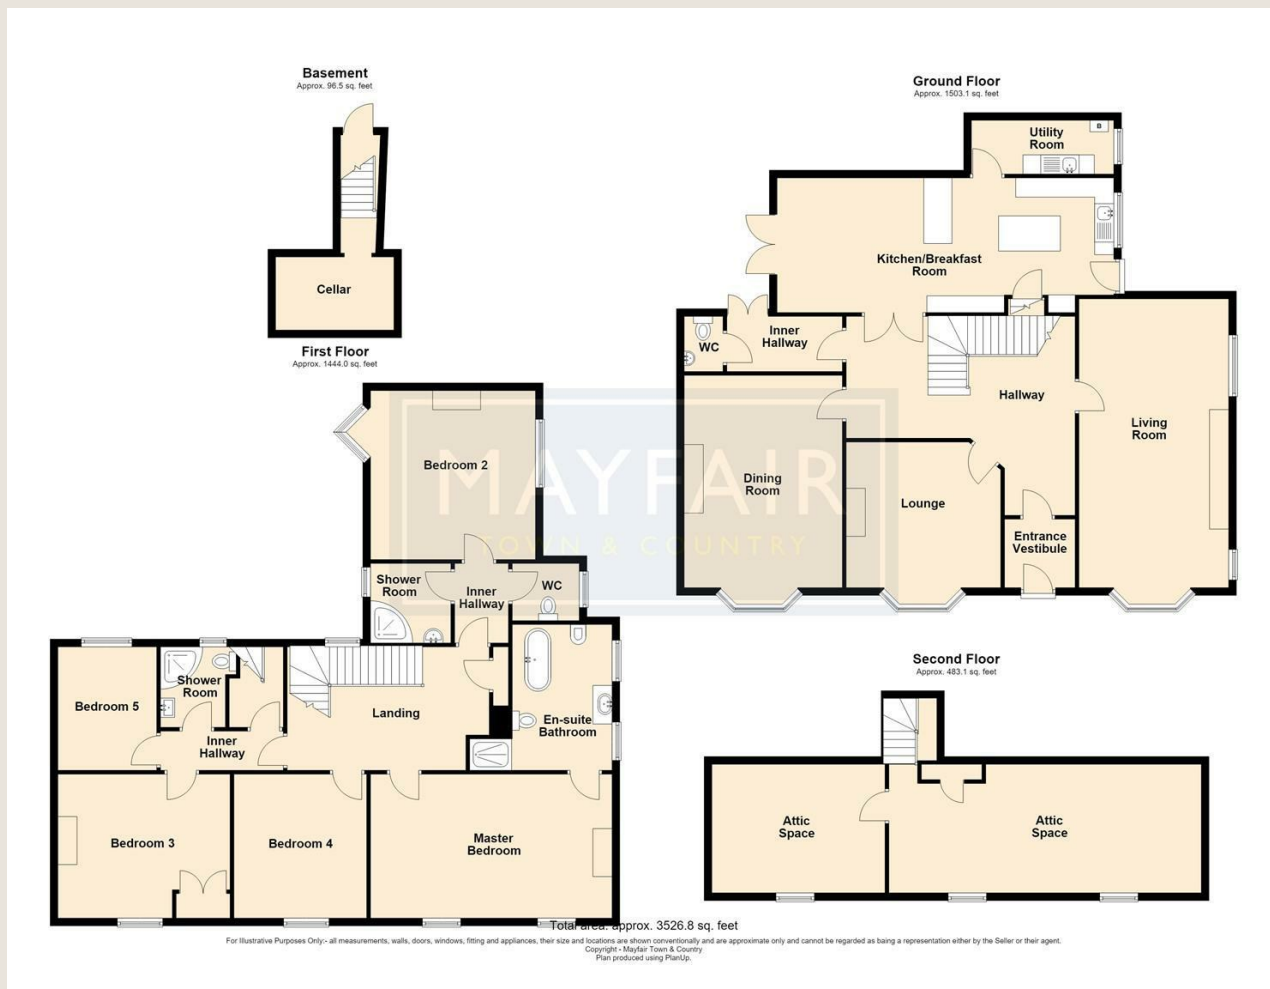 Basement
Approx. 96.5 sq. feet
Cellar
Ground Floor
Approx. 1503.1 sq. feet
Utility
Room
Kitchen/Breakfast
Room
WC
Inner
Hallway
Hallway
Living
Room
Dining
Room
Lounge
Entrance
Vestibule
First Floor
Approx. 1444.0 sq. feet
Bedroom 2
Shower
Room
Inner
Hallway
WC
Bedroom 5
Shower
Room
Inner
Hallway
Landing
En-suite
Bathroom
Bedroom 3
Bedroom 4
Master
Bedroom
Second Floor
Approx. 483.1 sq. feet
Attic
Space
Attic
Space
MAYFAIR
TOWN & COUNTRY
Total area: approx. 3526.8 sq. feet
For Illustrative Purposes Only:- all measurements, walls, doors, windows, fitting and appliances, their size and locations are shown conventionally and are approximate only and cannot be regarded as being a representation either by the Seller or their agent.
Copyright - Mayfair Town & Country
Plan produced using PlanUp.